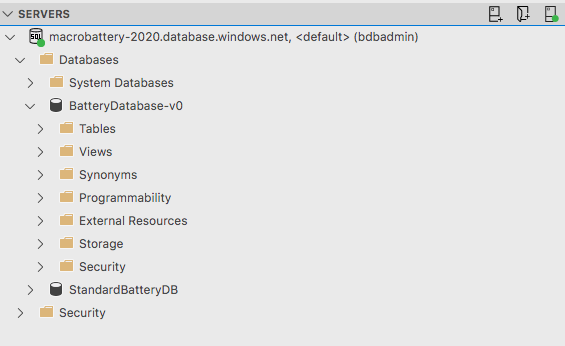 SERVERS
macrobattery-2020.database.windows.net, <default> (bdbadmin)
Databases
System Databases
BatteryDatabase-v0
Tables
Views
Synonyms
Programmability
External Resources
Storage
Security
StandardBatteryDB
Security